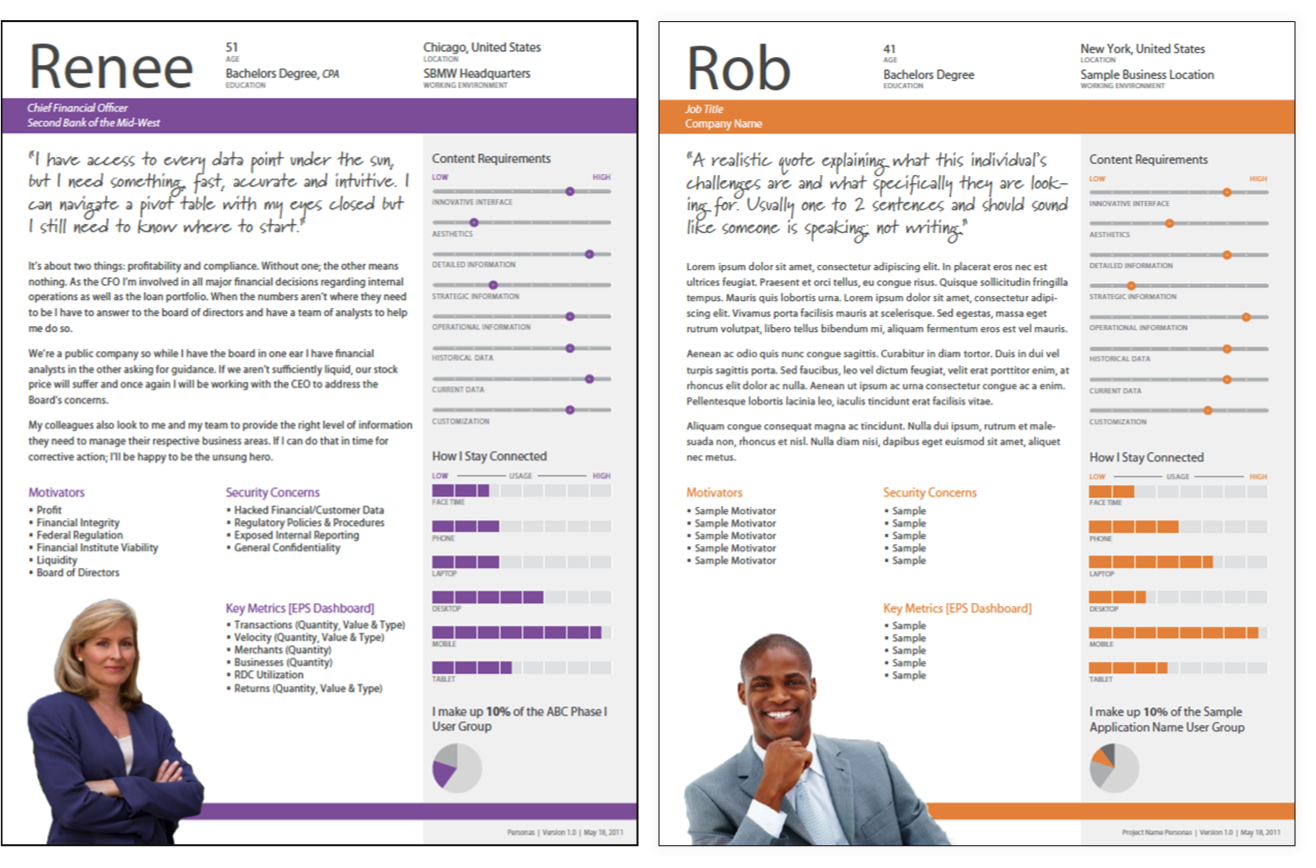 Renee
51
AGE
Bachelors Degree, CPA
EDUCATION
Chicago, United States
LOCATION
SBMW Headquarters
WORKING ENVIRONMENT
Chief Financial Officer
Second Bank of the Mid-West
"I have access to every data point under the sun,
but I need something, fast, accurate and intuitive. I
can navigate a pivot table with my eyes closed but
I still need to know where to start."
It's about two things: profitability and compliance. Without one; the other means
nothing. As the CFO I'm involved in all major financial decisions regarding internal
operations as well as the loan portfolio. When the numbers aren't where they need
to be I have to answer to the board of directors and have a team of analysts to help
me do so.
We're a public company so while I have the board in one ear I have financial
analysts in the other asking for guidance. If we aren't sufficiently liquid, our stock
price will suffer and once again I will be working with the CEO to address the
Board's concerns.
My colleagues also look to me and my team to provide the right level of information
they need to manage their respective business areas. If I can do that in time for
corrective action; I'll be happy to be the unsung hero.
Motivators
• Profit
• Financial Integrity
• Federal Regulation
• Financial Institute Viability
• Liquidity
• Board of Directors
Security Concerns
• Hacked Financial/Customer Data
• Regulatory Policies & Procedures
• Exposed Internal Reporting
• General Confidentiality
Key Metrics [EPS Dashboard]
• Transactions (Quantity, Value & Type)
• Velocity (Quantity, Value & Type)
• Merchants (Quantity)
• Businesses (Quantity)
• RDC Utilization
• Returns (Quantity, Value & Type)
Content Requirements
LOW HIGH
INNOVATIVE INTERFACE
AESTHETICS
DETAILED INFORMATION
STRATEGIC INFORMATION
OPERATIONAL INFORMATION
HISTORICAL DATA
CURRENT DATA
CUSTOMIZATION
How I Stay Connected
LOW USAGE HIGH
FACE TIME
PHONE
LAPTOP
DESKTOP
MOBILE
TABLET
I make up 10% of the ABC Phase I
User Group
Personas | Version 1.0 | May 18, 2011
Rob
41
AGE
Bachelors Degree
EDUCATION
New York, United States
LOCATION
Sample Business Location
WORKING ENVIRONMENT
Job Title
Company Name
"A realistic quote explaining what this individual's
challenges are and what specifically they are look-
ing for. Usually one to 2 sentences and should sound
like someone is speaking, not writing."
Lorem ipsum dolor sit amet, consectetur adipiscing elit. In placerat eros nec est
ultrices feugiat. Praesent et orci tellus, eu congue risus. Quisque sollicitudin fringilla
tempus. Mauris quis lobortis urna. Lorem ipsum dolor sit amet, consectetur adipi-
scing elit. Vivamus porta facilisis mauris at scelerisque. Sed egestas, massa eget
rutrum volutpat, libero tellus bibendum mi, aliquam fermentum eros est vel mauris.
Aenean ac odio quis nunc congue sagittis. Curabitur in diam tortor. Duis in dui vel
turpis sagittis porta. Sed faucibus, leo vel dictum feugiat, velit erat porttitor enim, at
rhoncus elit dolor ac nulla. Aenean ut ipsum ac urna consectetur congue ac a enim.
Pellentesque lobortis lacinia leo, iaculis tincidunt erat facilisis vitae.
Aliquam congue consequat magna ac tincidunt. Nulla dui ipsum, rutrum et male-
suada non, rhoncus et nisl. Nulla diam nisi, dapibus eget euismod sit amet, aliquet
nec metus.
Motivators
• Sample Motivator
• Sample Motivator
• Sample Motivator
• Sample Motivator
• Sample Motivator
Security Concerns
• Sample
• Sample
• Sample
• Sample
• Sample
Key Metrics [EPS Dashboard]
• Sample
• Sample
• Sample
• Sample
• Sample
Content Requirements
LOW HIGH
INNOVATIVE INTERFACE
AESTHETICS
DETAILED INFORMATION
STRATEGIC INFORMATION
OPERATIONAL INFORMATION
HISTORICAL DATA
CURRENT DATA
CUSTOMIZATION
How I Stay Connected
LOW USAGE HIGH
FACE TIME
PHONE
LAPTOP
DESKTOP
MOBILE
TABLET
I make up 10% of the Sample
Application Name User Group
Project Name Personas | Version 1.0 | May 18, 2011